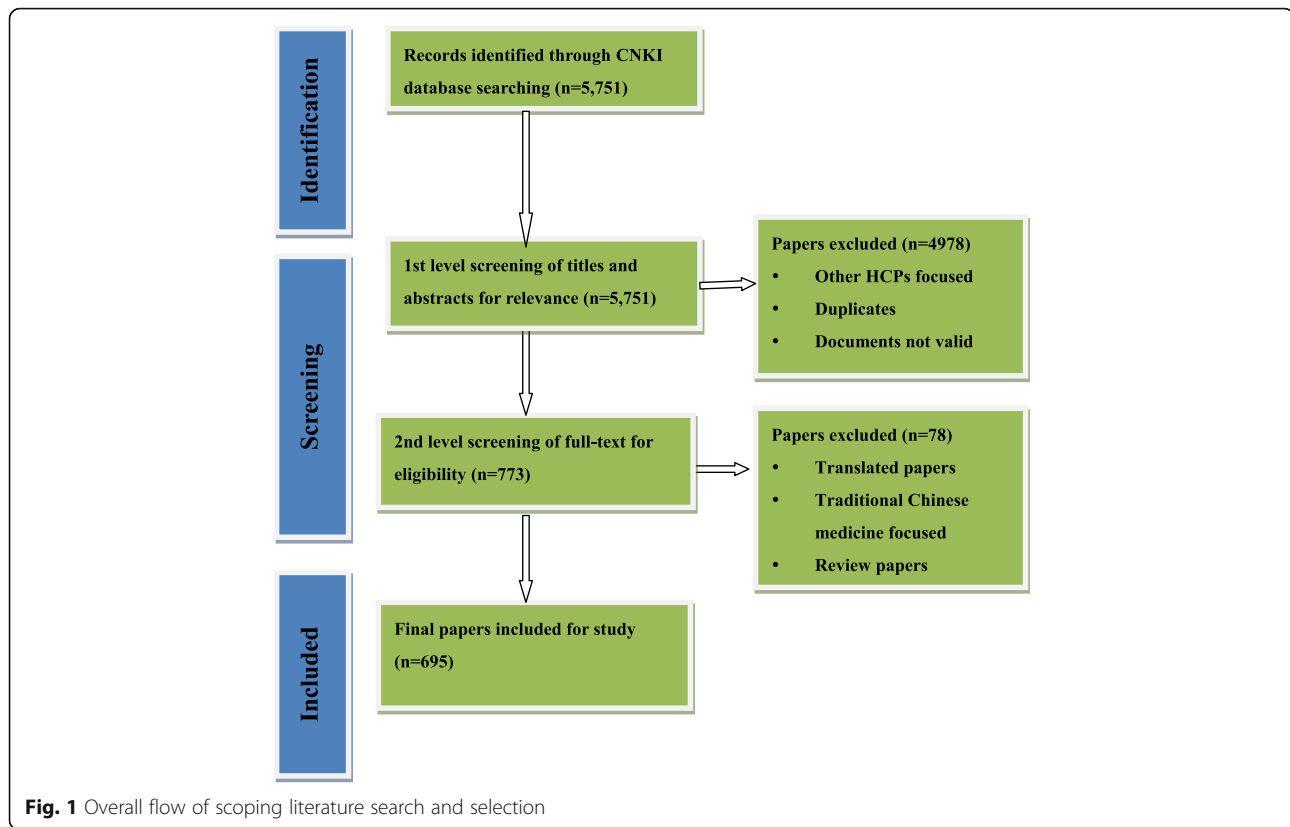 Identification
Records identified through CNKI
database searching (n=5,751)
Screening
1st level screening of titles and
abstracts for relevance (n=5,751)
Papers excluded (n=4978)
• Other HCPs focused
• Duplicates
• Documents not valid
2nd level screening of full-text for
eligibility (n=773)
Papers excluded (n=78)
• Translated papers
• Traditional Chinese
medicine focused
• Review papers
Included
Final papers included for study
(n=695)
Fig. 1 Overall flow of scoping literature search and selection